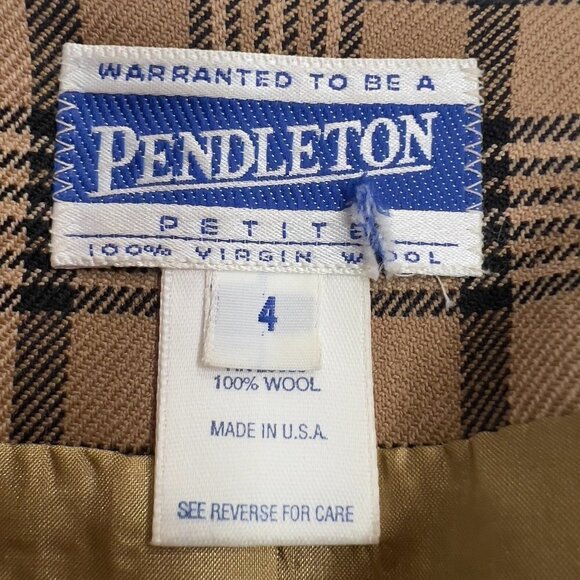 WARRANTED TO BE A
PENDLETON
PETITE
100% VIRGIN WOOL
4
100% WOOL
MADE IN U.S.A.
SEE REVERSE FOR CARE